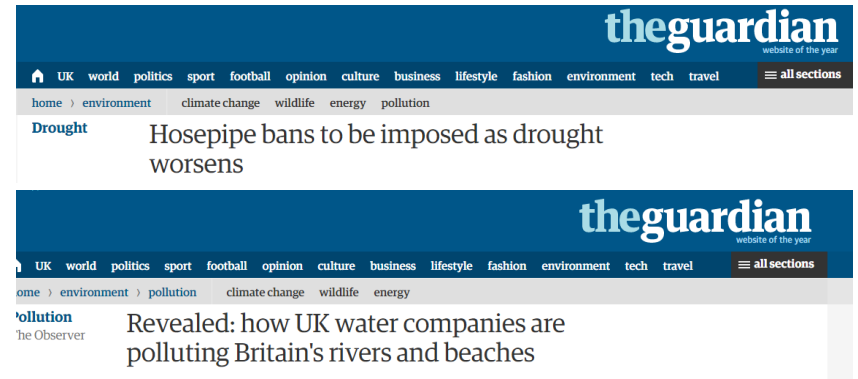 theguardian
website of the year
UK world politics sport football opinion culture business lifestyle fashion environment tech travel all sections
home › environment climate change wildlife energy pollution
Drought
Hosepipe bans to be imposed as drought
worsens
theguardian
website of the year
UK world politics sport football opinion culture business lifestyle fashion environment tech travel all sections
ome › environment › pollution climate change wildlife energy
Pollution
The Observer
Revealed: how UK water companies are
polluting Britain's rivers and beaches